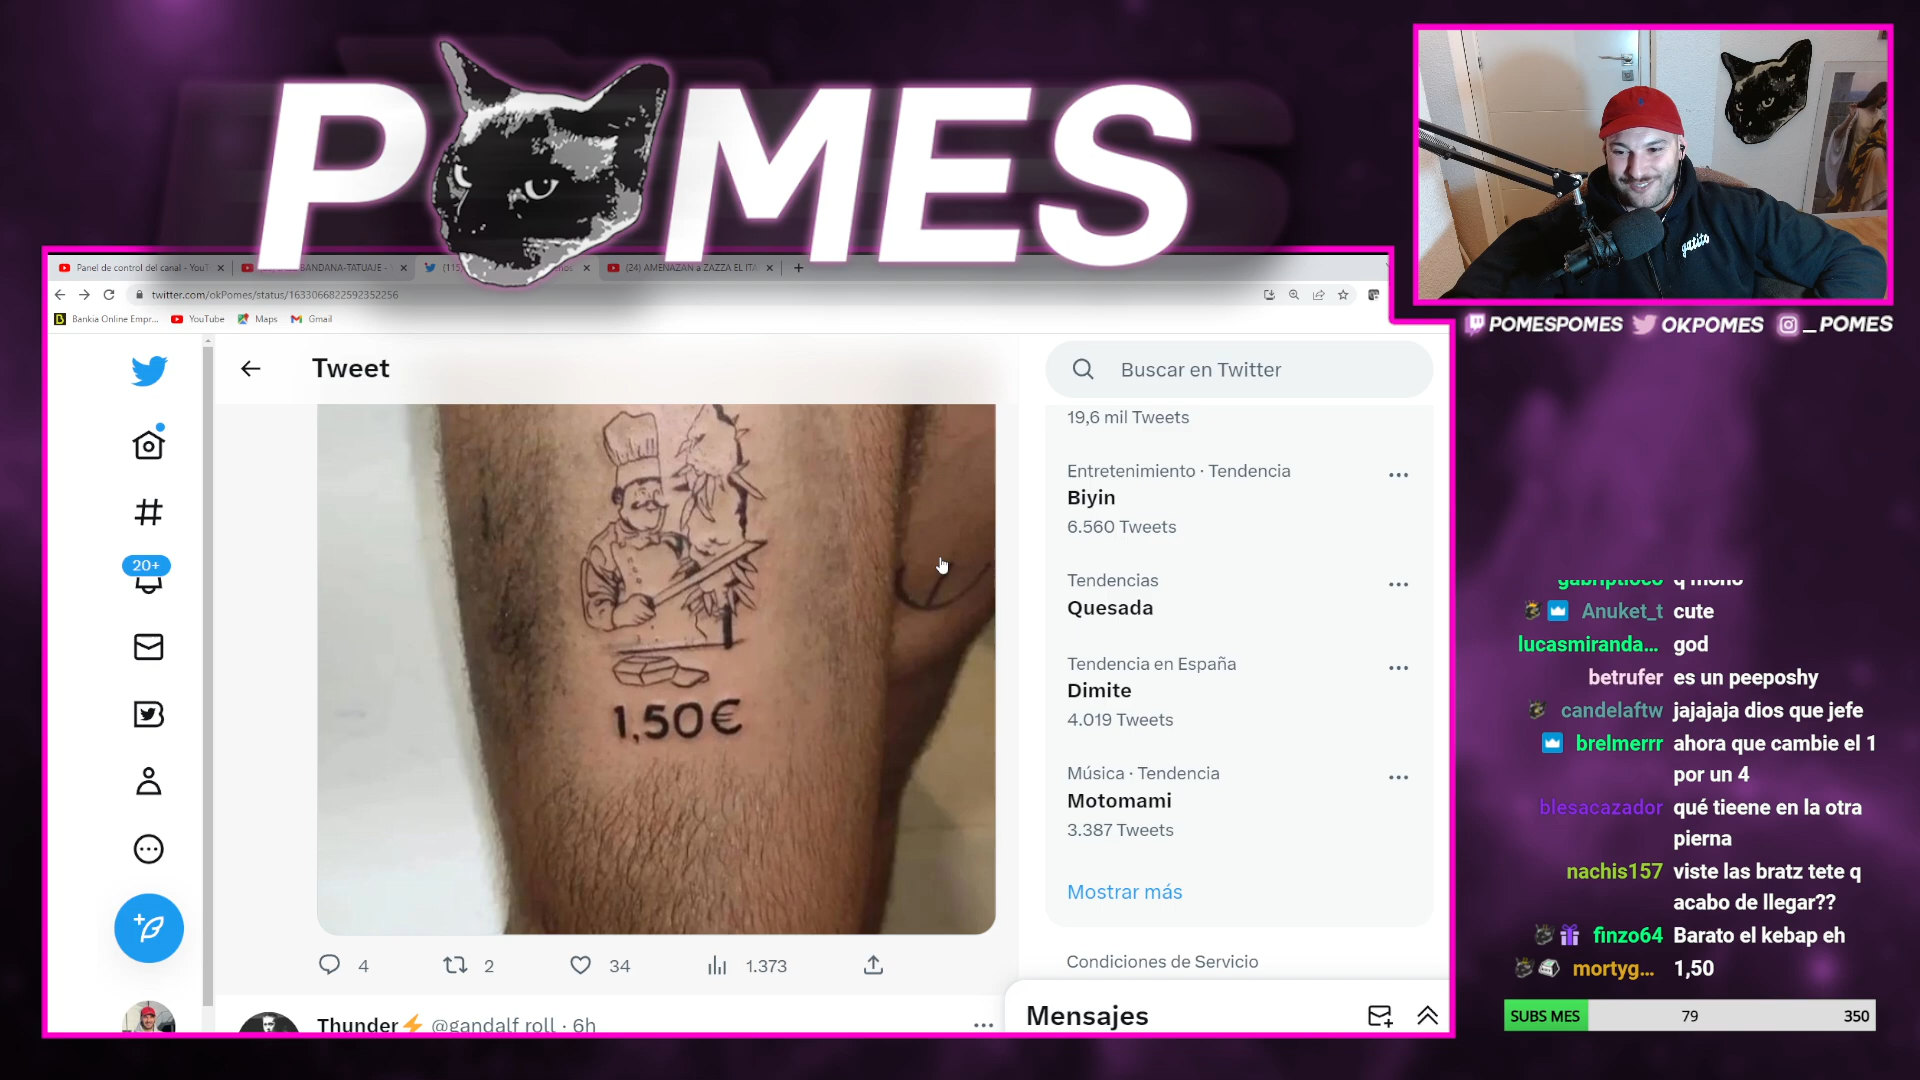 POMES
Panel de control del canal - YouT
BANDANA-TATUAJE -
(24) AMENAZAN a ZAZZA EL ITA
twitter.com/okPomes/status/1633066822592352256
Bankia Online Empr...
YouTube
Maps
Gmail
gatito
POMESPOMES
OKPOMES
_POMES
Tweet
Buscar en Twitter
19,6 mil Tweets
Entretenimiento · Tendencia
Biyin
6.560 Tweets
20+
Tendencias
Quesada
Tendencia en España
Dimite
4.019 Tweets
Música · Tendencia
Motomami
3.387 Tweets
Mostrar más
Condiciones de Servicio
Mensajes
1,50€
4
2
34
1.373
Thunder⚡ @gandalf_roll · 6h
Anuket_t cute
lucasmiranda... god
betrufer es un peeposhy
candelaftw jajajaja dios que jefe
brelmerrr ahora que cambie el 1
por un 4
blesacazador qué tieene en la otra
pierna
nachis157 viste las bratz tete q
acabo de llegar??
finzo64 Barato el kebap eh
mortyg... 1,50
SUBS MES
79
350